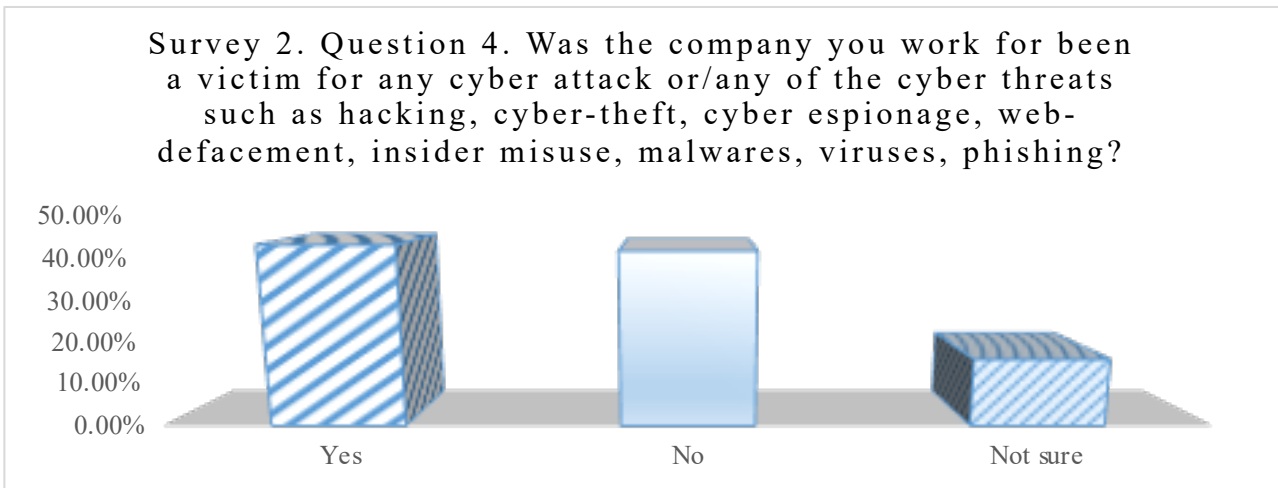 Survey 2. Question 4. Was the company you work for been
a victim for any cyber attack or/any of the cyber threats
such as hacking, cyber-theft, cyber espionage, web-
defacement, insider misuse, malwares, viruses, phishing?
50.00%
40.00%
30.00%
20.00%
10.00%
0.00%
Yes No Not sure